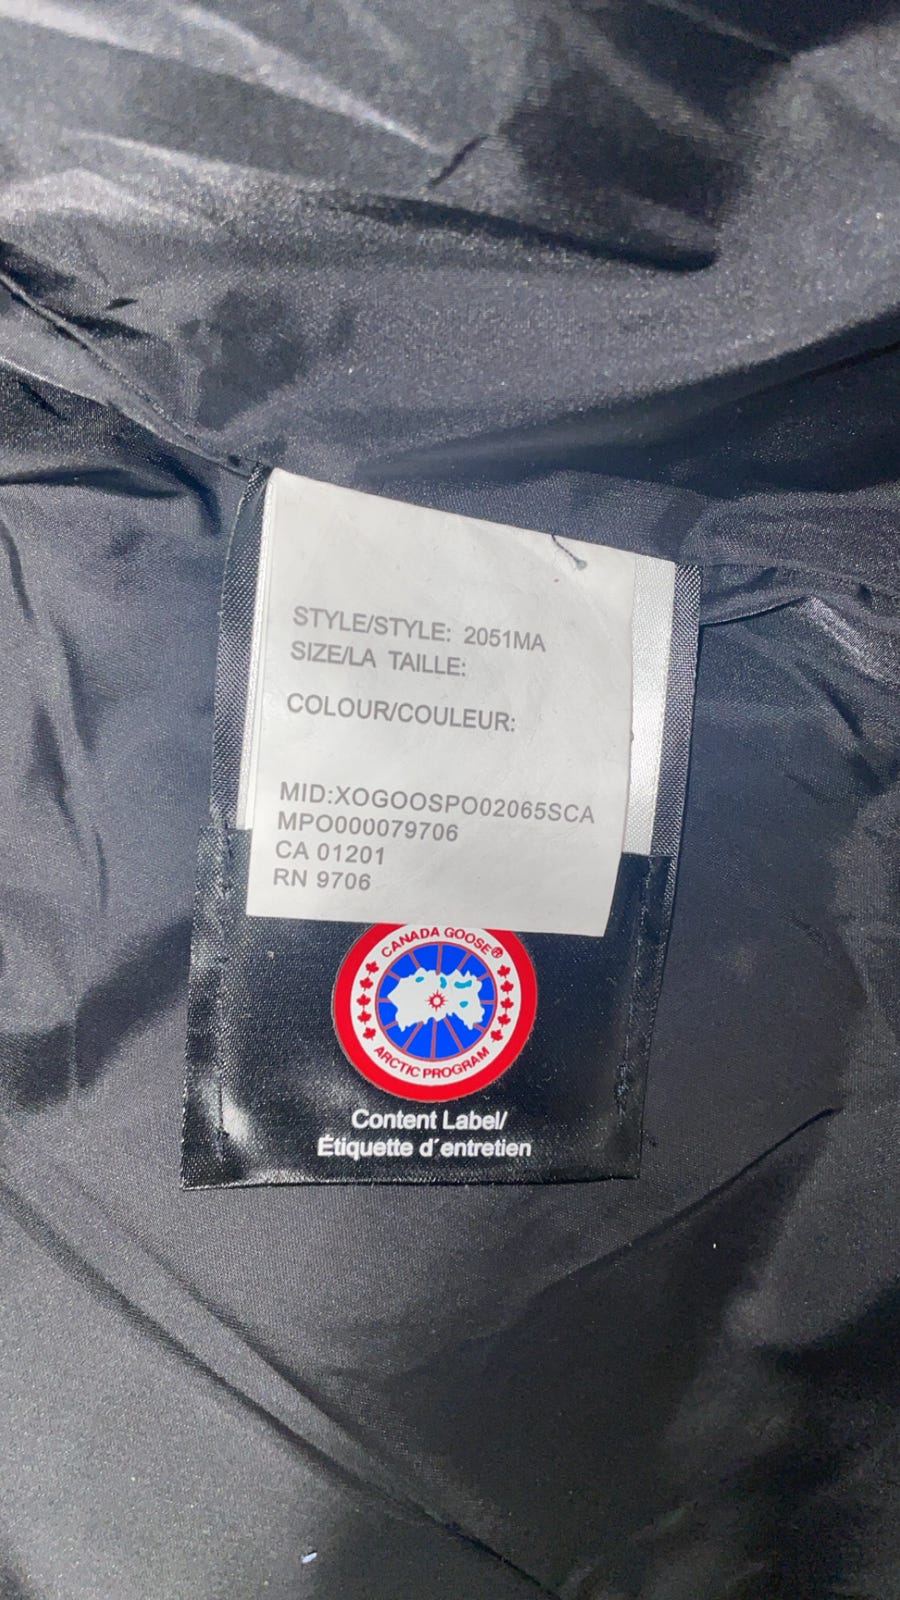 STYLE/STYLE: 2051MA
SIZE/LA TAILLE:
COLOUR/COULEUR:
MID:XOGOOSPO02065SCA
MPO000079706
CA 01201
RN 9706
CANADA GOOSE®
ARCTIC PROGRAM
Content Label/
Étiquette d´entretien